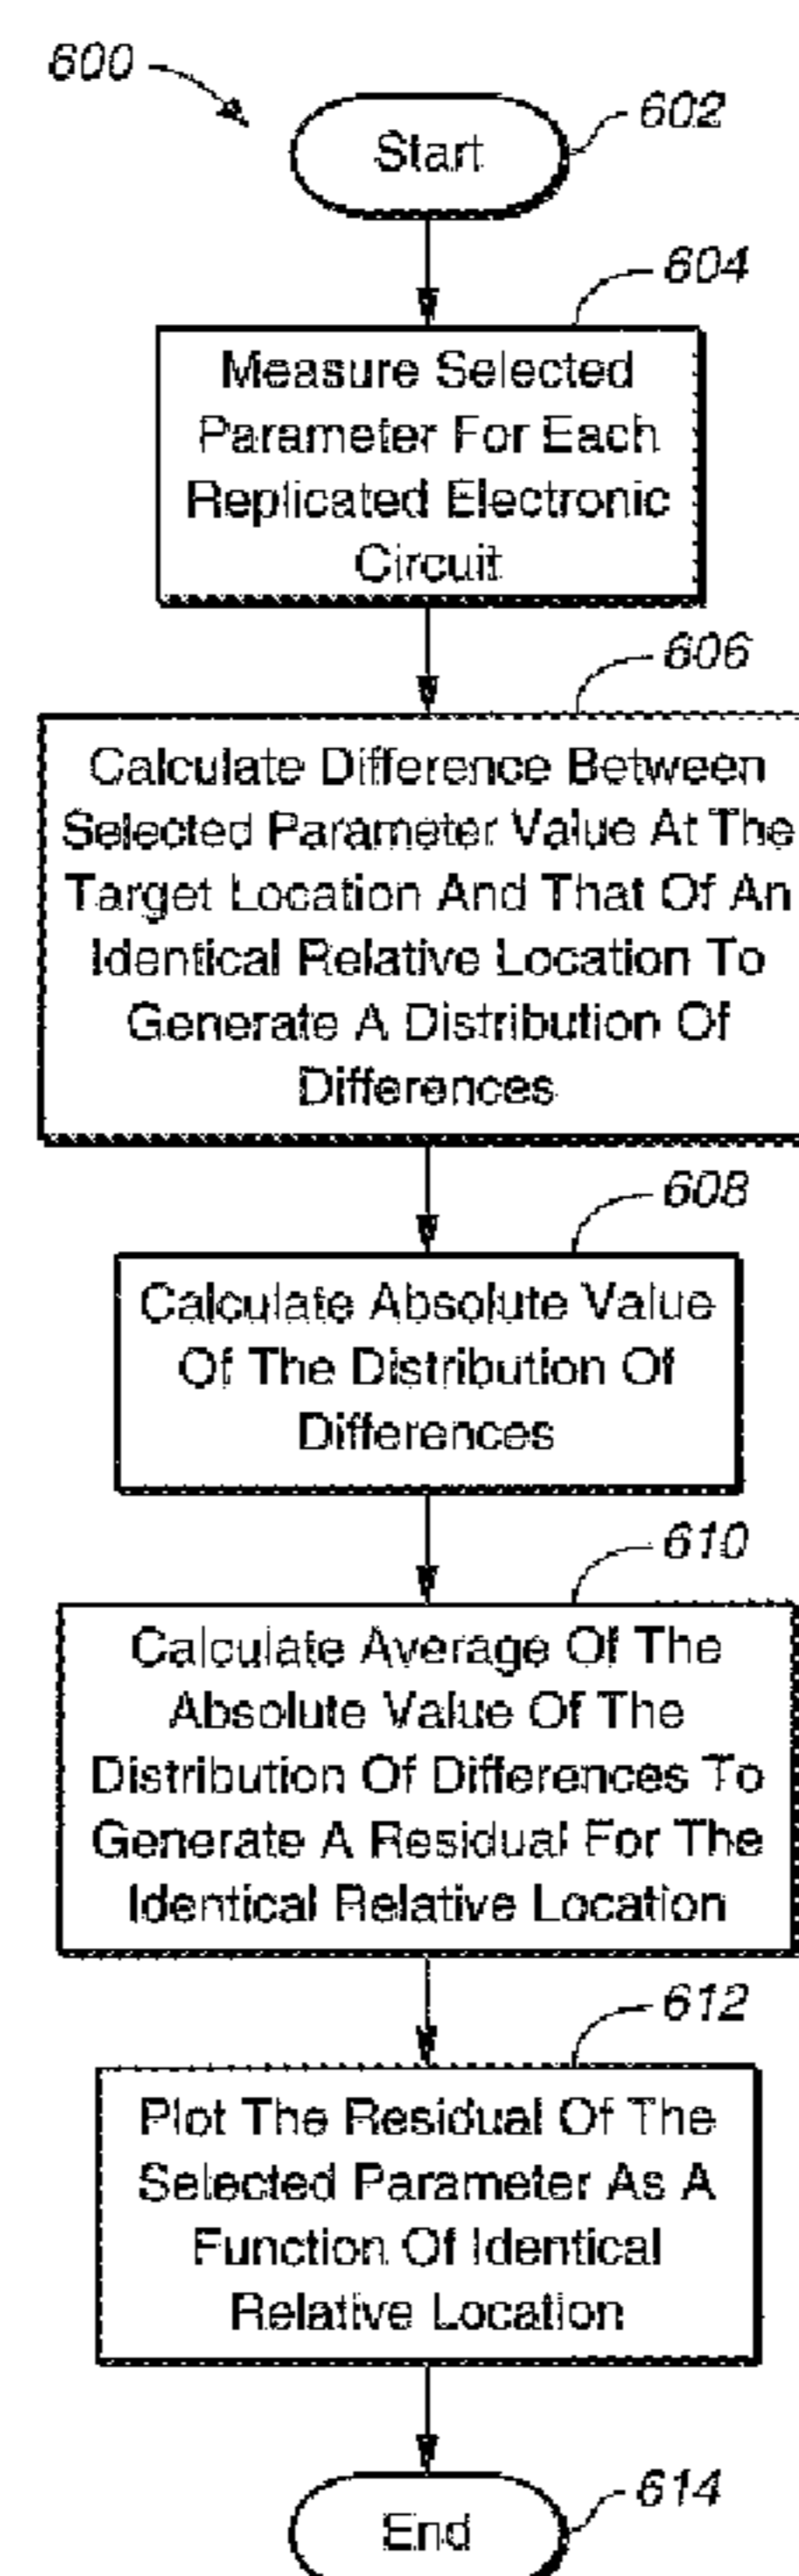 600
602
Start
604
Measure Selected
Parameter For Each
Replicated Electronic
Circuit
606
Calculate Difference Between
Selected Parameter Value At The
Target Location And That Of An
Identical Relative Location To
Generate A Distribution Of
Differences
608
Calculate Absolute Value
Of The Distribution Of
Differences
610
Calculate Average Of The
Absolute Value Of The
Distribution Of Differences To
Generate A Residual For The
Identical Relative Location
612
Plot The Residual Of The
Selected Parameter As A
Function Of Identical
Relative Location
614
End